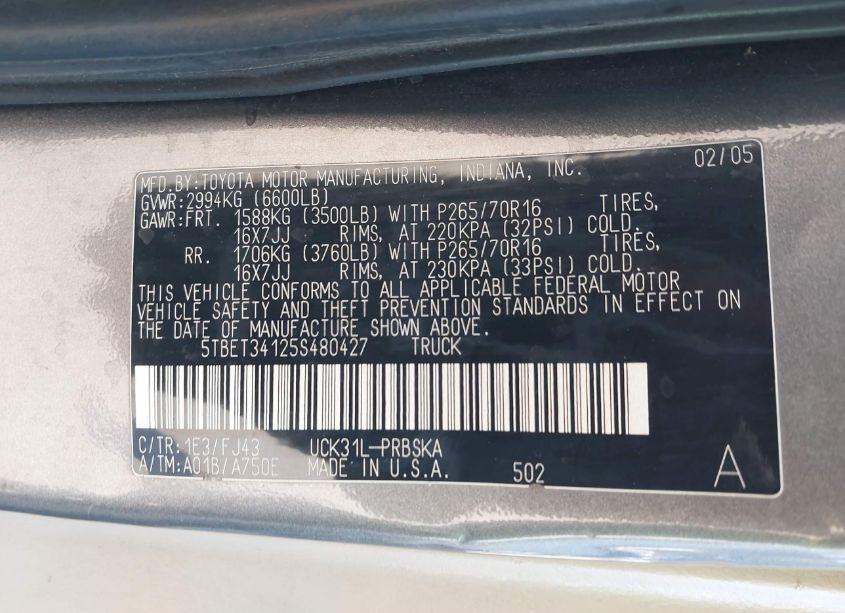 MFD.BY:TOYOTA MOTOR MANUFACTURING, INDIANA, INC. 02/05
GVWR:2994KG (6600LB)
GAWR:FRT. 1588KG (3500LB) WITH P265/70R16 TIRES,
16X7JJ RIMS, AT 220KPA (32PSI) COLD.
RR. 1706KG (3760LB) WITH P265/70R16 TIRES,
16X7JJ RIMS, AT 230KPA (33PSI) COLD.
THIS VEHICLE CONFORMS TO ALL APPLICABLE FEDERAL MOTOR
VEHICLE SAFETY AND THEFT PREVENTION STANDARDS IN EFFECT ON
THE DATE OF MANUFACTURE SHOWN ABOVE.
5TBET34125S480427 TRUCK
C/TR:1E3/FJ43 UCK31L-PRBSKA
A/TM:A01B/A750E MADE IN U.S.A. 502 A